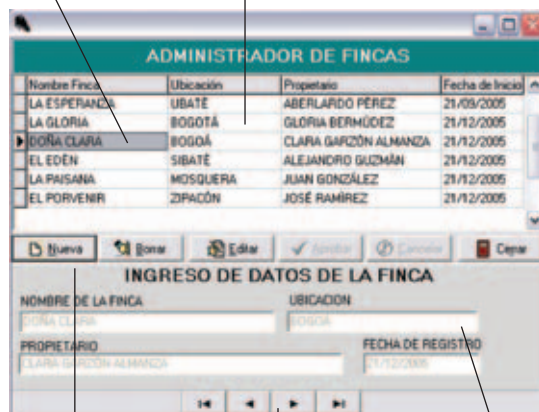 ADMINISTRADOR DE FINCAS
Nombre Finca Ubicación Propietario Fecha de Inicio
LA ESPERANZA UBATÉ ABERLARDO PÉREZ 21/09/2005
LA GLORIA BOGOTÁ GLORIA BERMÚDEZ 21/12/2005
DOÑA CLARA BOGOÁ CLARA GARZÓN ALMANZA 21/12/2005
EL EDÉN SIBATÉ ALEJANDRO GUZMÁN 21/12/2005
LA PAISANA MOSQUERA JUAN GONZÁLEZ 21/12/2005
EL PORVENIR ZIPACÓN JOSÉ RAMÍREZ 21/12/2005
Nueva Borrar Editar Aprobar Cancelar Cerrar
INGRESO DE DATOS DE LA FINCA
NOMBRE DE LA FINCA UBICACION
DOÑA CLARA BOGOÁ
PROPIETARIO FECHA DE REGISTRO
CLARA GARZÓN ALMANZA 21/12/2005